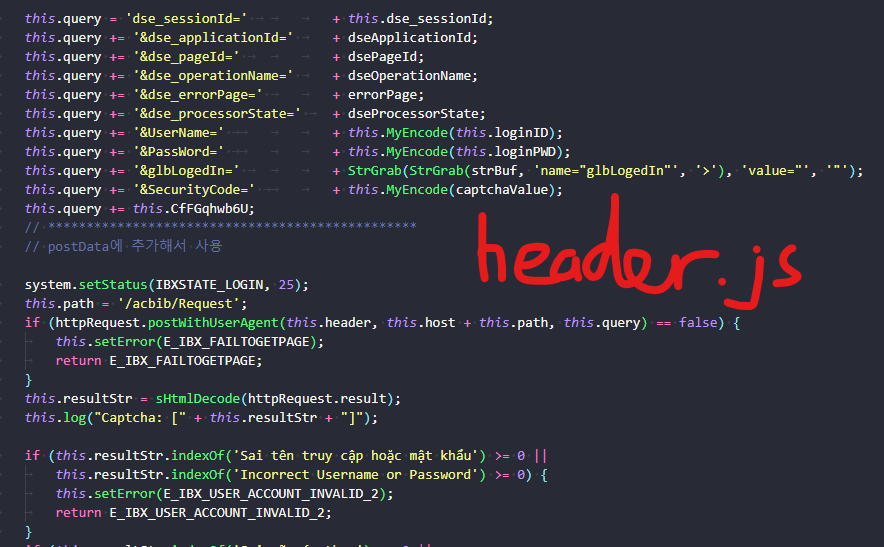 this.query = 'dse_sessionId=' + this.dse_sessionId;
this.query += '&dse_applicationId=' + dseApplicationId;
this.query += '&dse_pageId=' + dsePageId;
this.query += '&dse_operationName=' + dseOperationName;
this.query += '&dse_errorPage=' + errorPage;
this.query += '&dse_processorState=' + dseProcessorState;
this.query += '&UserName=' + this.MyEncode(this.loginID);
this.query += '&PassWord=' + this.MyEncode(this.loginPWD);
this.query += '&glbLogedIn=' + StrGrab(StrGrab(strBuf, 'name="glbLogedIn"', '>'), 'value="', '"');
this.query += '&SecurityCode=' + this.MyEncode(captchaValue);
this.query += this.CfFGqhwb6U;
// ************************************************
// postData에 추가해서 사용
header.js
system.setStatus(IBXSTATE_LOGIN, 25);
this.path = '/acbib/Request';
if (httpRequest.postWithUserAgent(this.header, this.host + this.path, this.query) == false) {
this.setError(E_IBX_FAILTOGETPAGE);
return E_IBX_FAILTOGETPAGE;
}
this.resultStr = sHtmlDecode(httpRequest.result);
this.log("Captcha: [" + this.resultStr + "]");
if (this.resultStr.indexOf('Sai tên truy cập hoặc mật khẩu') >= 0 ||
this.resultStr.indexOf('Incorrect Username or Password') >= 0) {
this.setError(E_IBX_USER_ACCOUNT_INVALID_2);
return E_IBX_USER_ACCOUNT_INVALID_2;
}